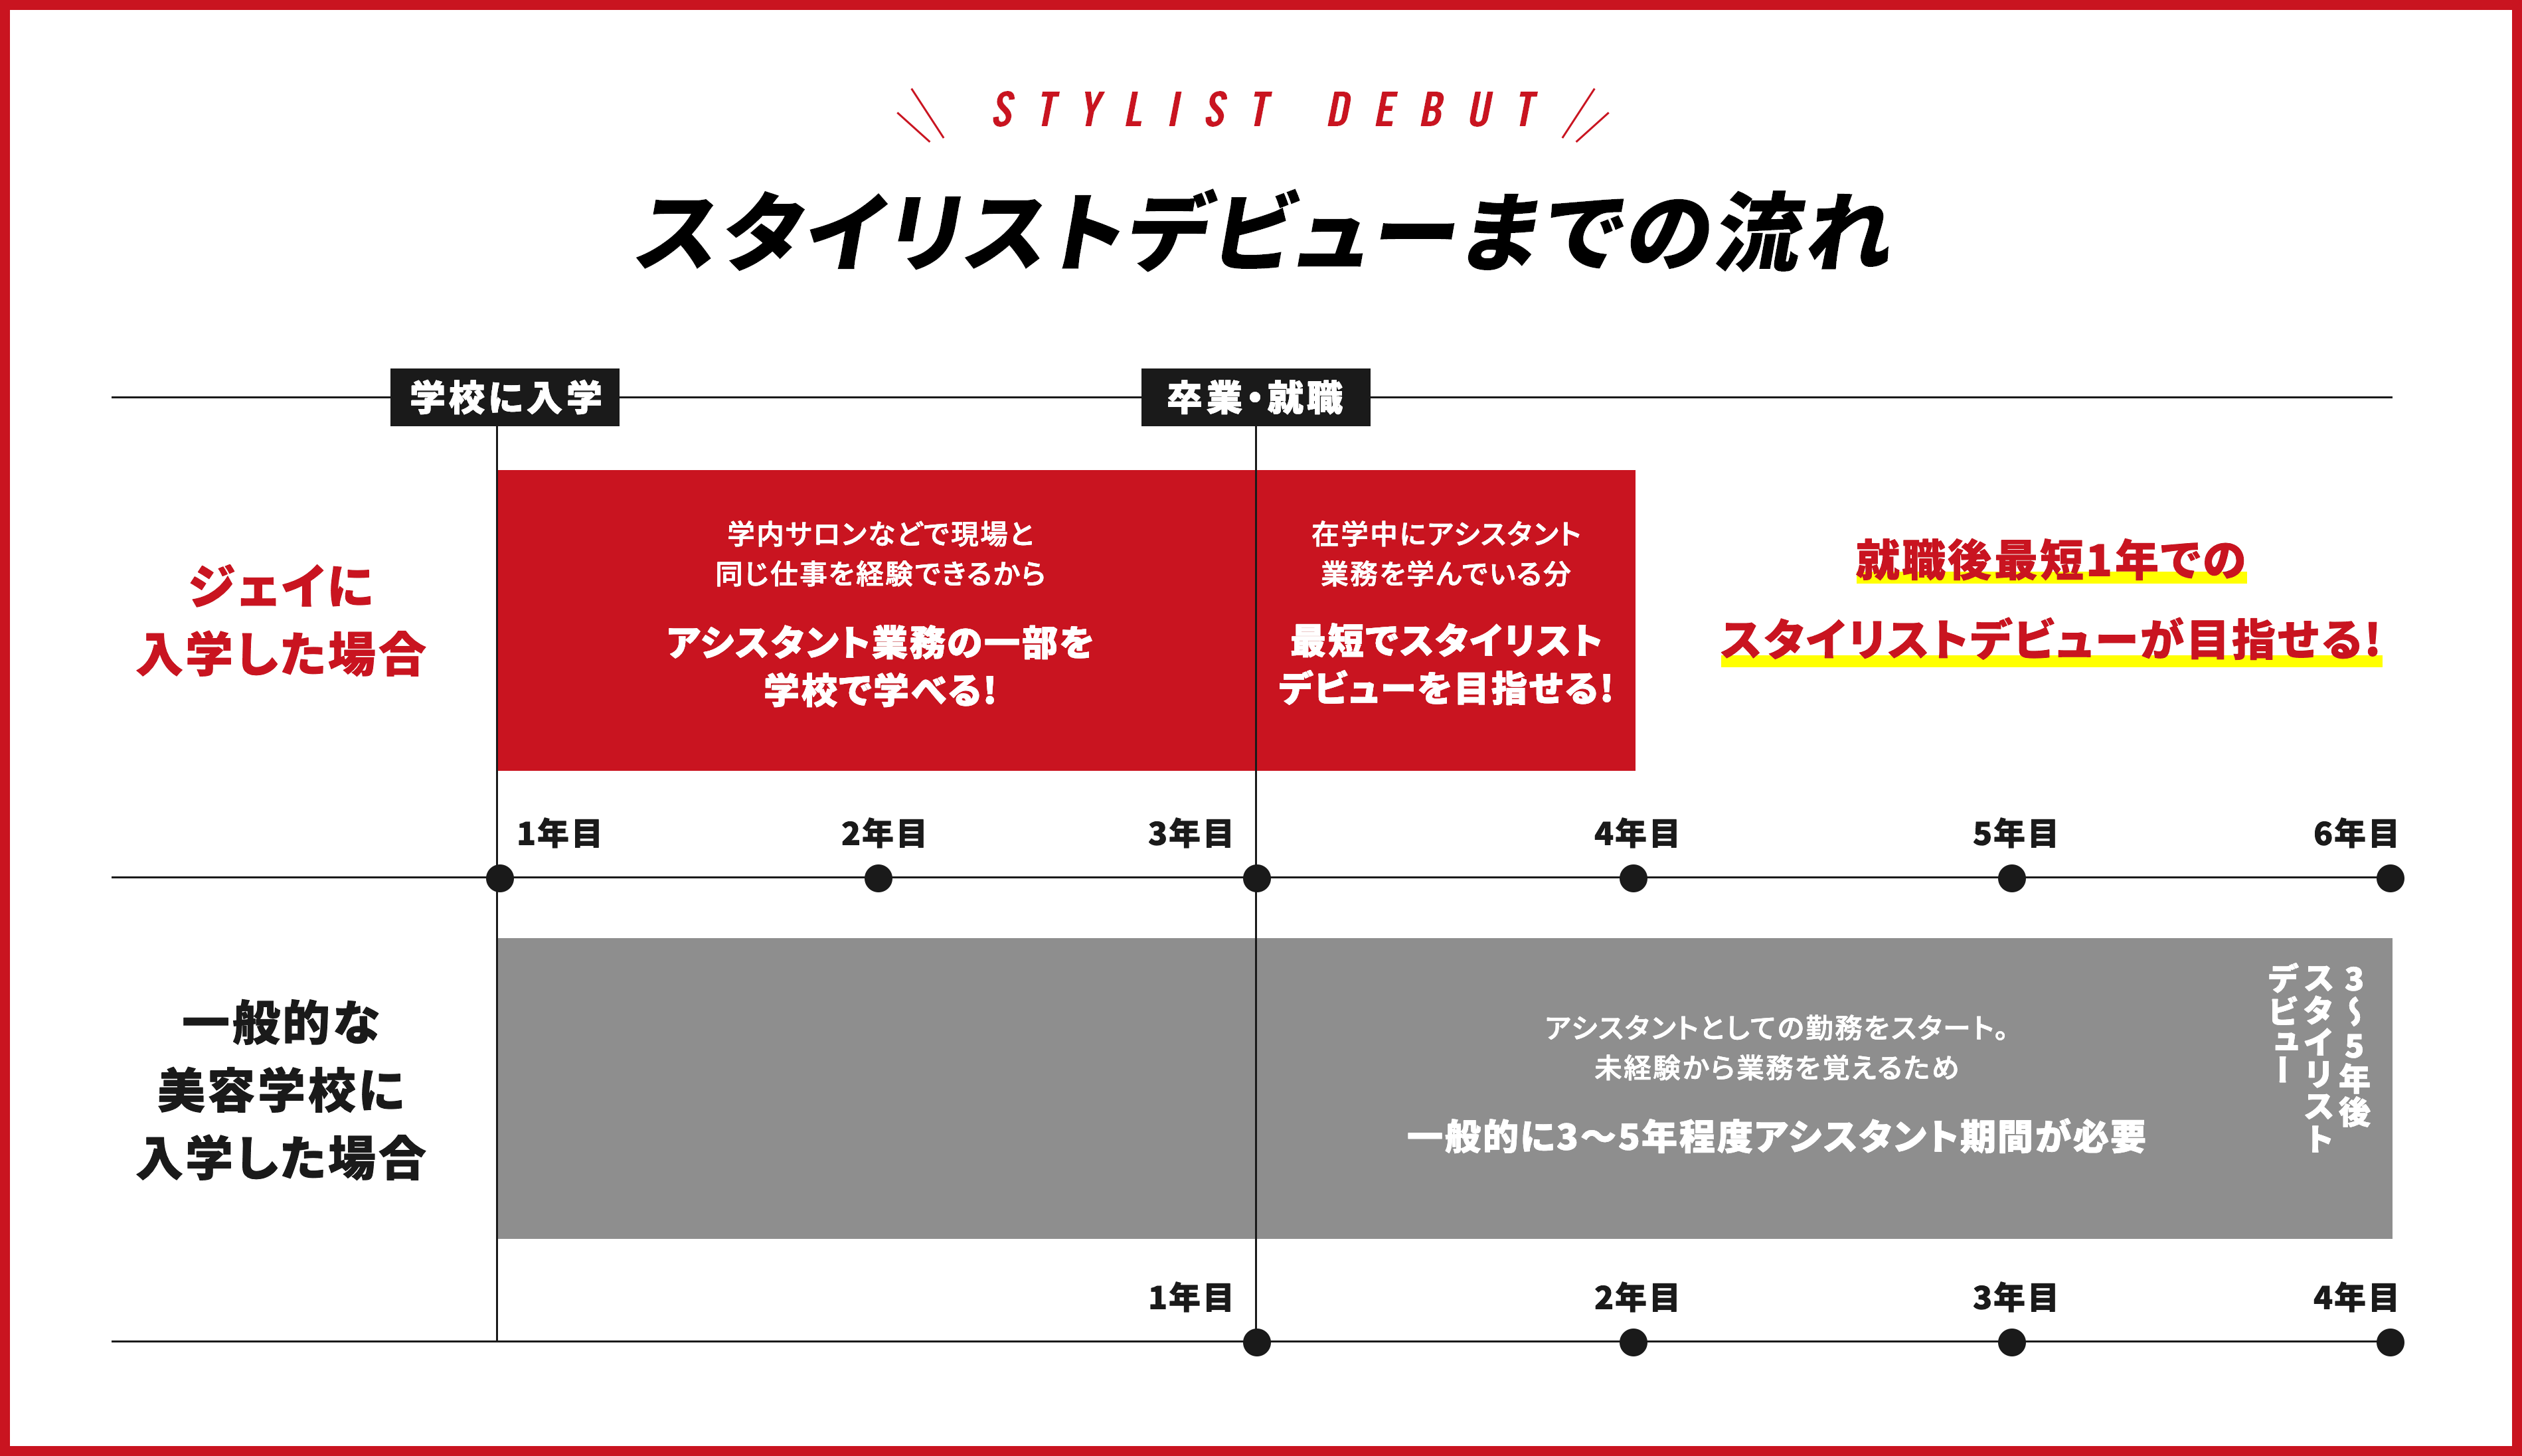 STYLIST DEBUT
スタイリストデビューまでの流れ
学校に入学
卒業・就職
ジェイに
入学した場合
学内サロンなどで現場と
同じ仕事を経験できるから
アシスタント業務の一部を
学校で学べる!
在学中にアシスタント
業務を学んでいる分
最短でスタイリスト
デビューを目指せる!
就職後最短1年での
スタイリストデビューが目指せる!
1年目
2年目
3年目
4年目
5年目
6年目
一般的な
美容学校に
入学した場合
アシスタントとしての勤務をスタート。
未経験から業務を覚えるため
一般的に3〜5年程度アシスタント期間が必要
3〜5年後
スタイリスト
デビュー
1年目
2年目
3年目
4年目